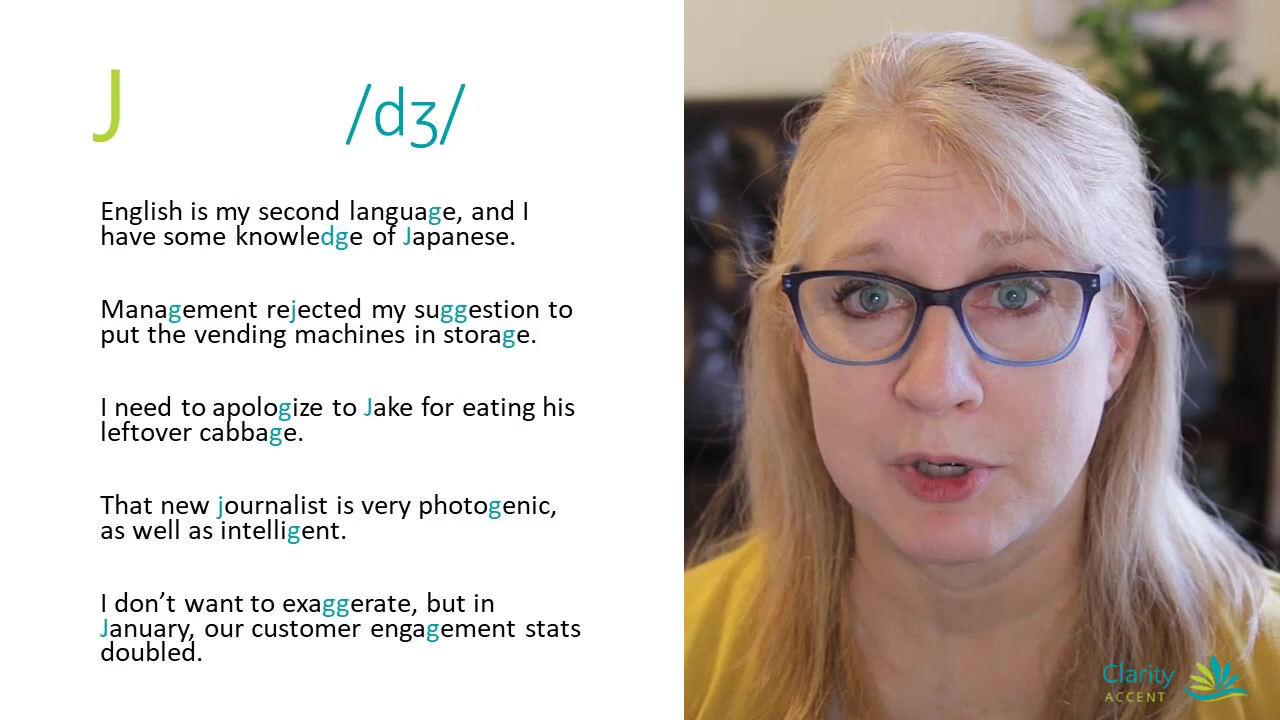 J
/dʒ/
English is my second language, and I
have some knowledge of Japanese.
Management rejected my suggestion to
put the vending machines in storage.
I need to apologize to Jake for eating his
leftover cabbage.
That new journalist is very photogenic,
as well as intelligent.
I don’t want to exaggerate, but in
January, our customer engagement stats
doubled.
Clarity
ACCENT